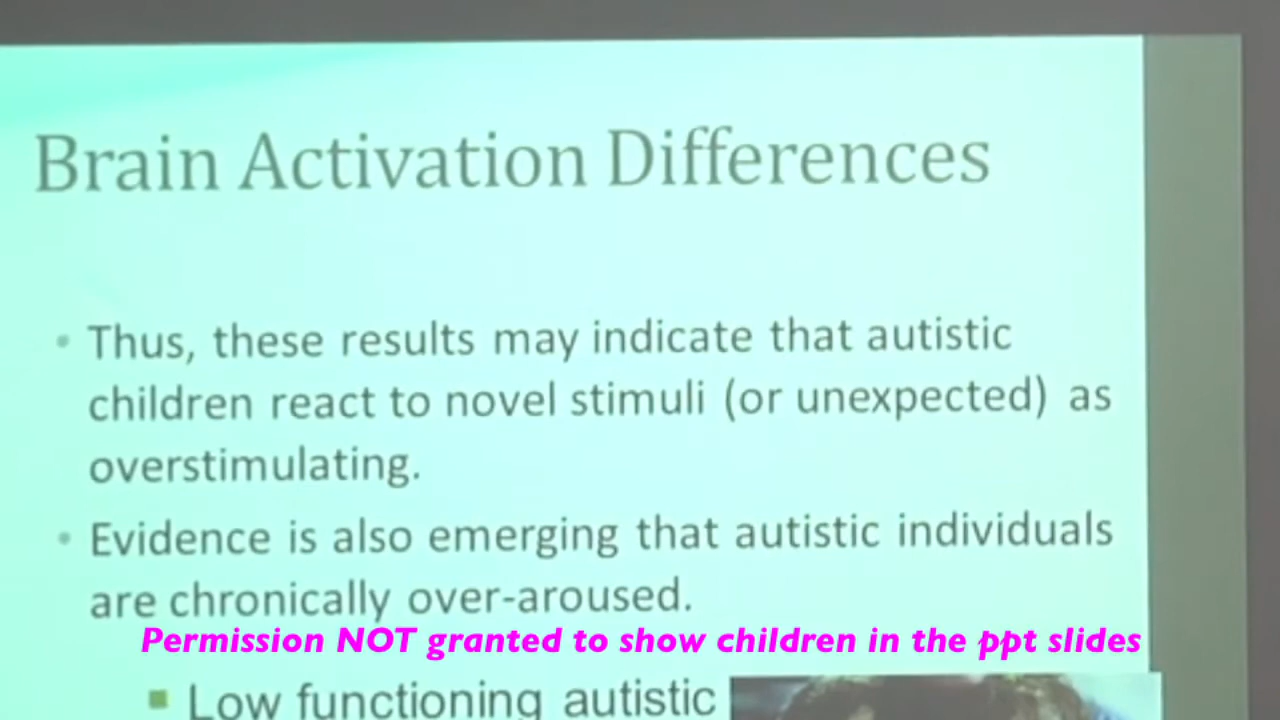 Brain Activation Differences
• Thus, these results may indicate that autistic
children react to novel stimuli (or unexpected) as
overstimulating.
• Evidence is also emerging that autistic individuals
are chronically over-aroused.
Permission NOT granted to show children in the ppt slides
▪ Low functioning autistic